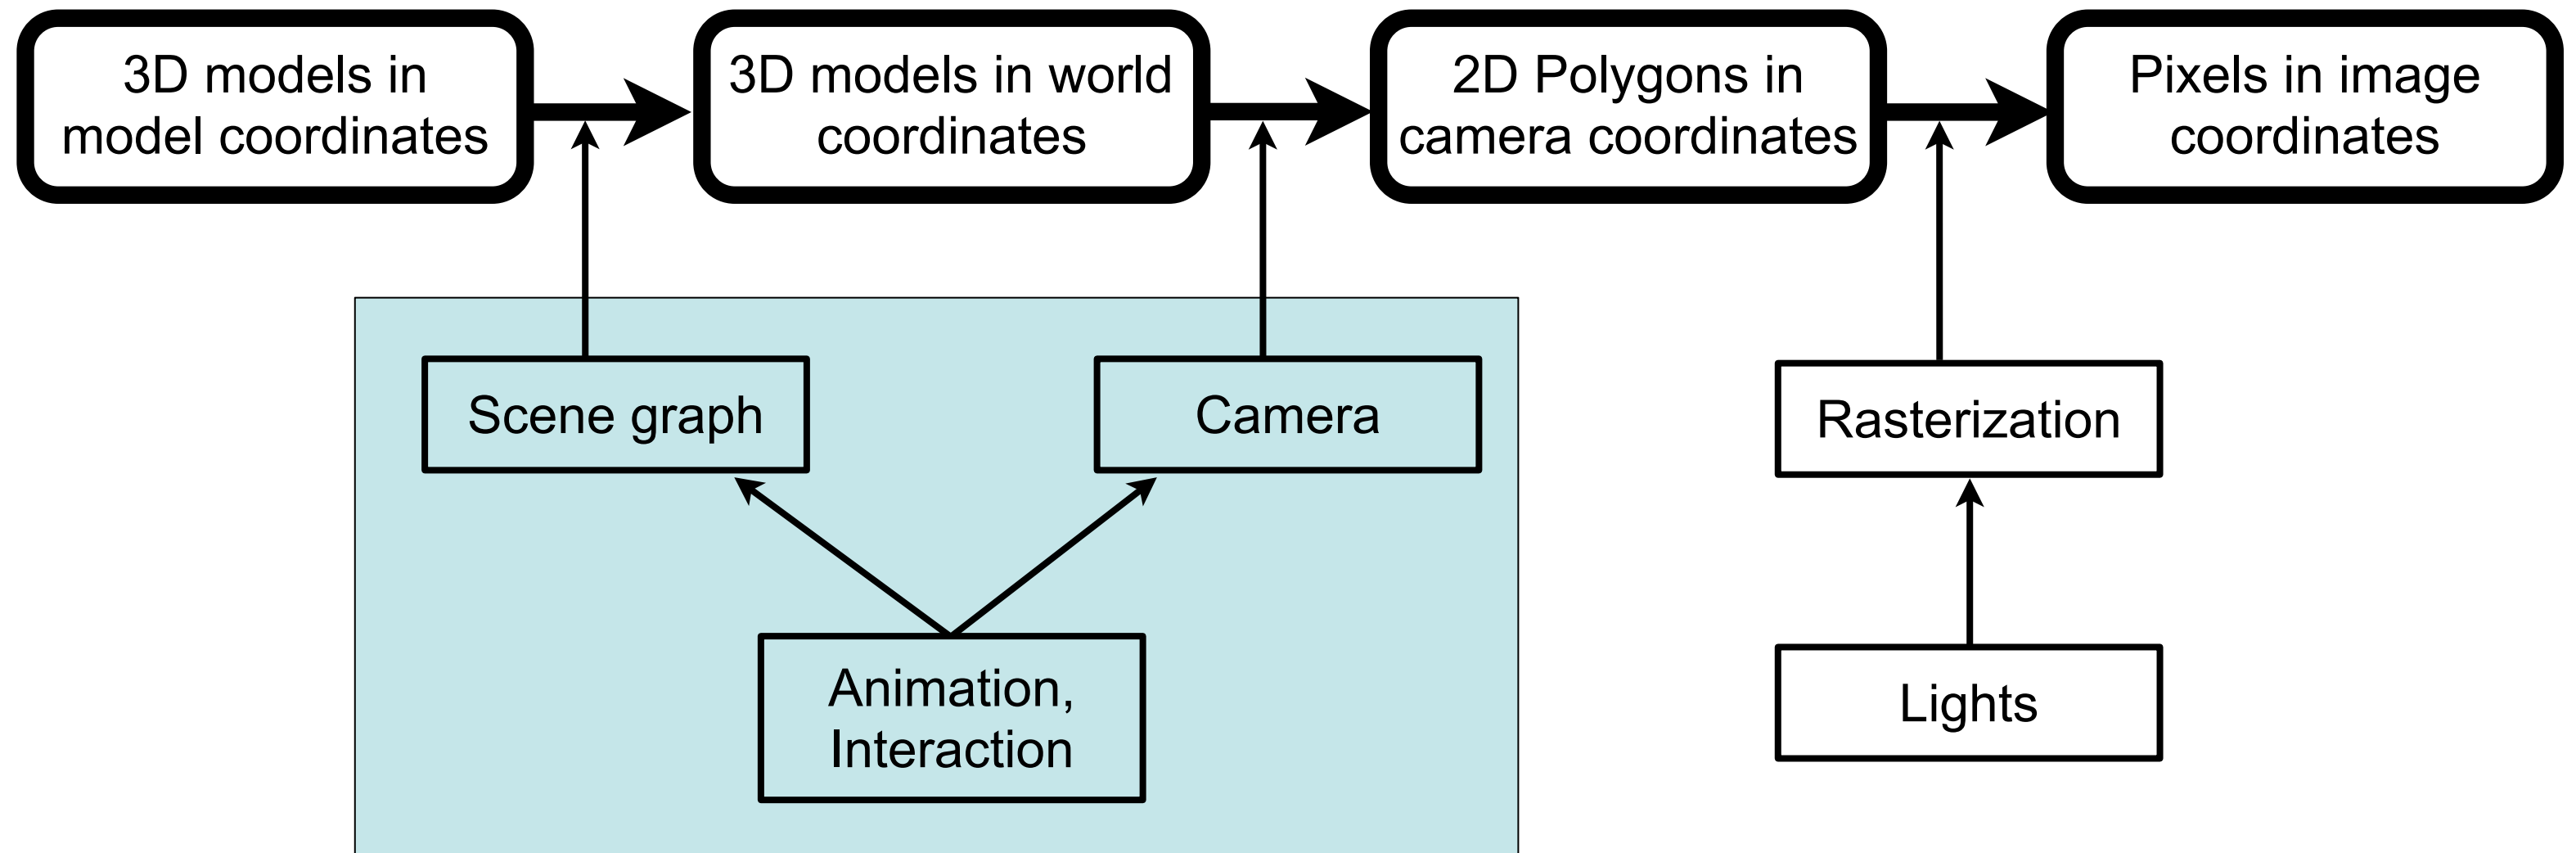 3D models in
model coordinates
3D models in world
coordinates
2D Polygons in
camera coordinates
Pixels in image
coordinates
Scene graph
Camera
Rasterization
Animation,
Interaction
Lights